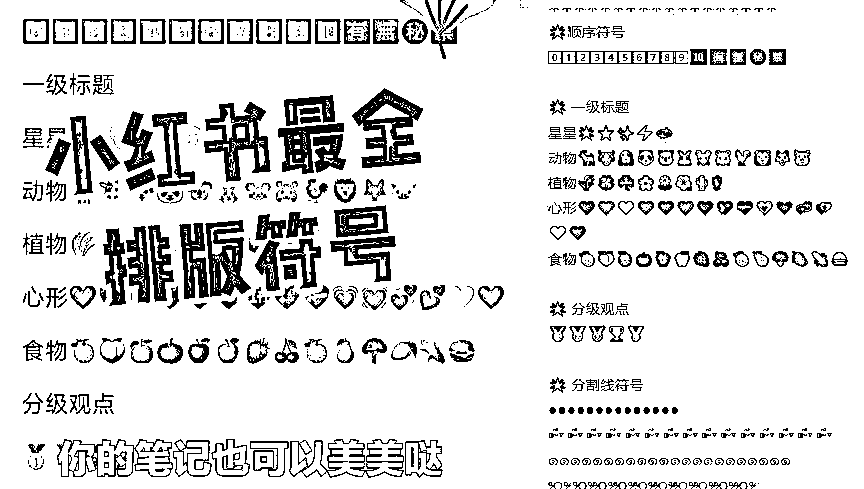 有 無 秘
一级标题
小红书最全
动物
排版符号
植物
心形
食物
分级观点
你的笔记也可以美美哒
顺序符号
0 1 2 3 4 5 6 7 8 9
一级标题
星星
动物
植物
心形
食物
分级观点
分割线符号